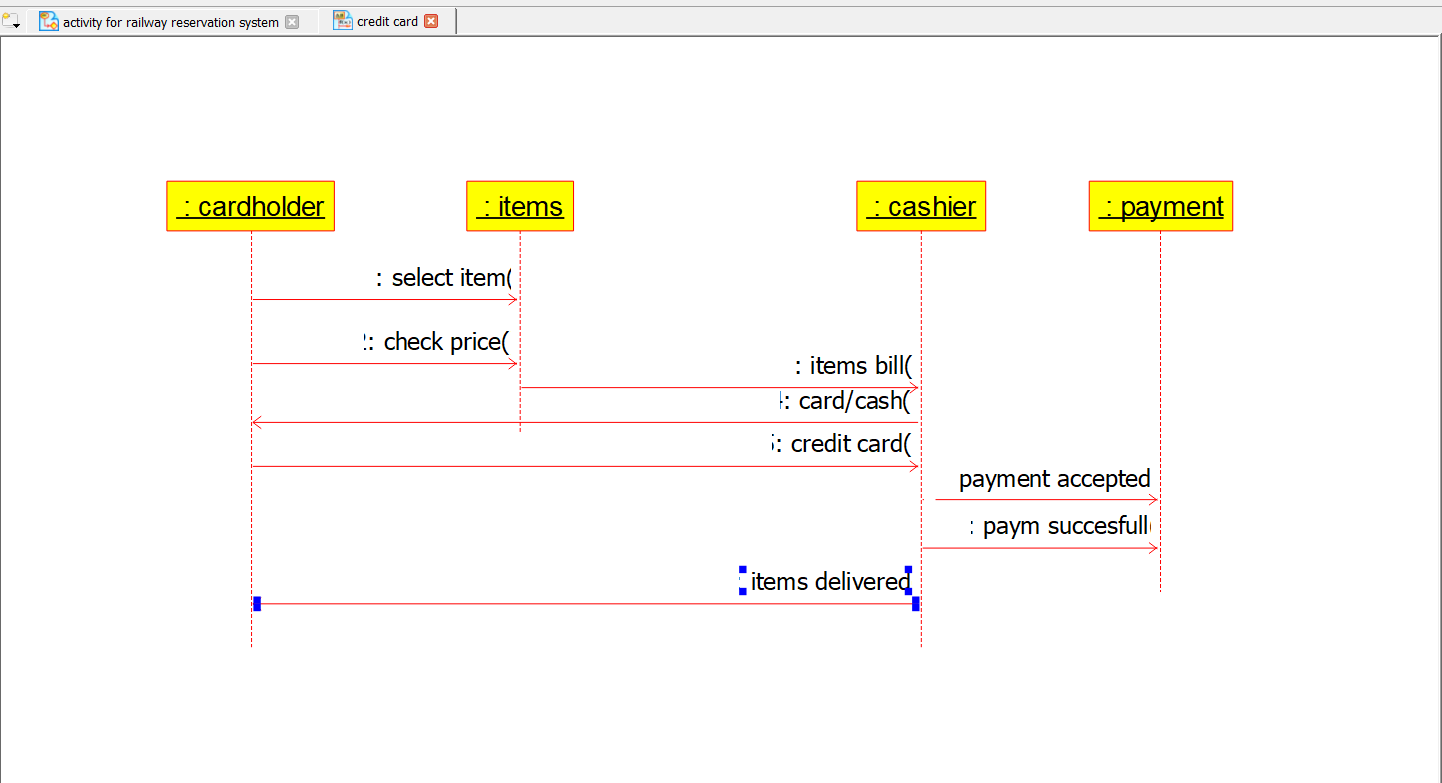 activity for railway reservation system
credit card
: cardholder
: items
: cashier
: payment
: select item(
: check price(
: items bill(
: card/cash(
: credit card(
payment accepted
: paym succesfull(
items delivered